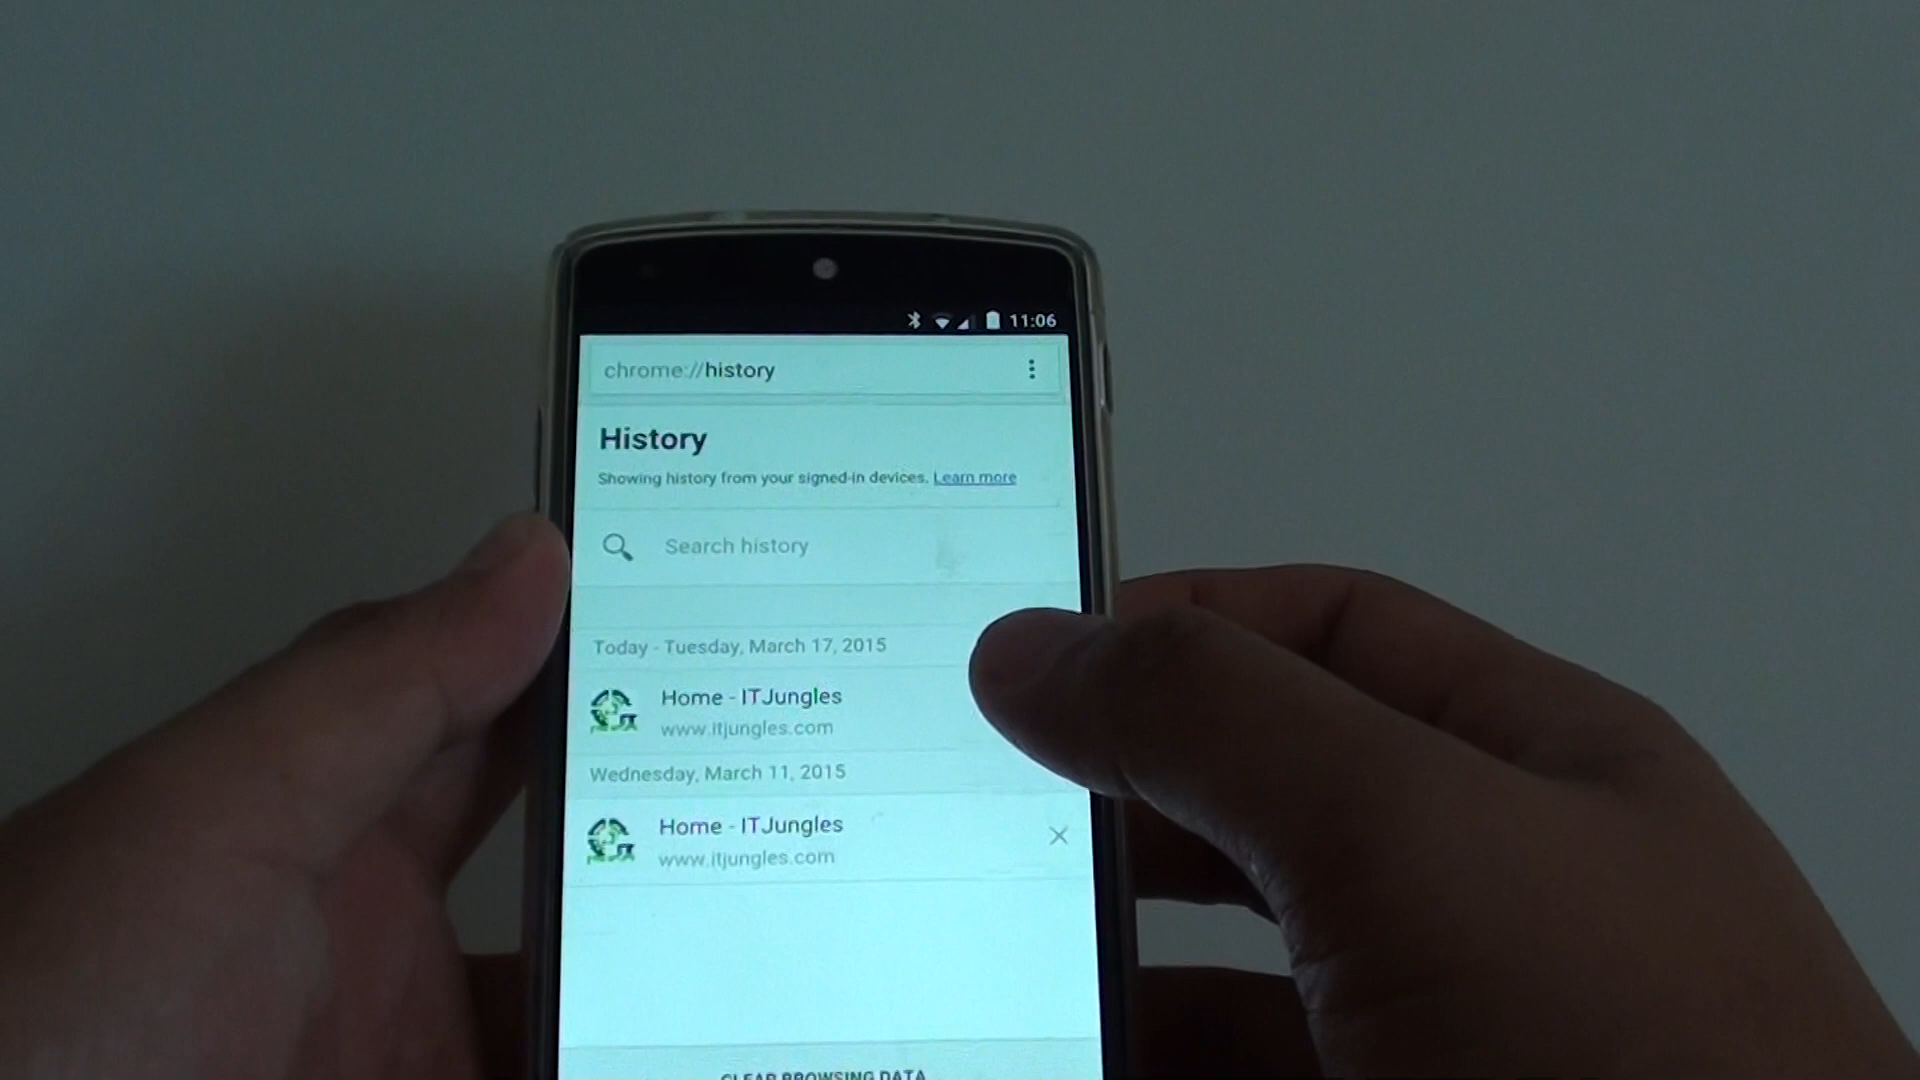 11:06
chrome://history
History
Showing history from your signed-in devices. Learn more
Search history
Today - Tuesday, March 17, 2015
Home - ITJungles
www.itjungles.com
Wednesday, March 11, 2015
Home - ITJungles
www.itjungles.com
CLEAR BROWSING DATA